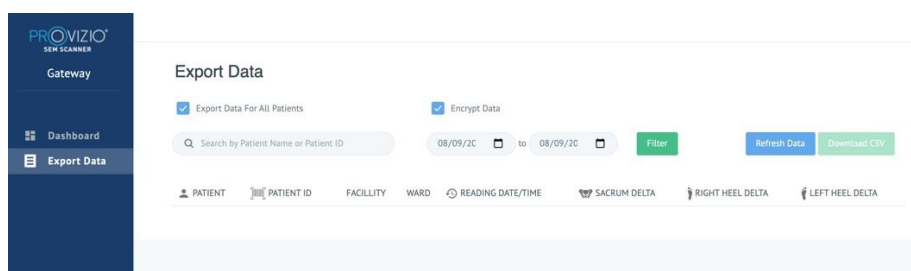 PROVIZIO®
SEM SCANNER
Gateway
Dashboard
Export Data
Export Data
Export Data For All Patients
Encrypt Data
Search by Patient Name or Patient ID
08/09/20 to 08/09/20 Filter Refresh Data Download CSV
PATIENT PATIENT ID FACILLITY WARD READING DATE/TIME SACRUM DELTA RIGHT HEEL DELTA LEFT HEEL DELTA